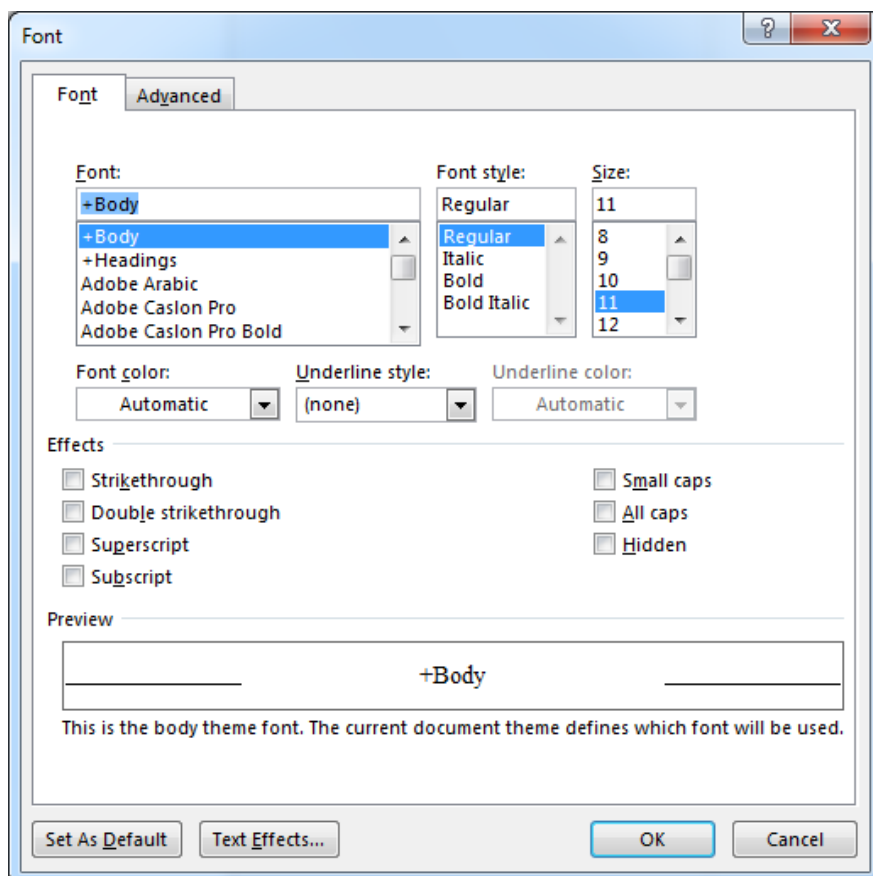 Font
Font Advanced
Font: Font style: Size:
+Body Regular 11
+Body Regular 8
+Headings Italic 9
Adobe Arabic Bold 10
Adobe Caslon Pro Bold Italic 11
Adobe Caslon Pro Bold 12
Font color: Underline style: Underline color:
Automatic (none) Automatic
Effects
Strikethrough Small caps
Double strikethrough All caps
Superscript Hidden
Subscript
Preview
+Body
This is the body theme font. The current document theme defines which font will be used.
Set As Default Text Effects... OK Cancel